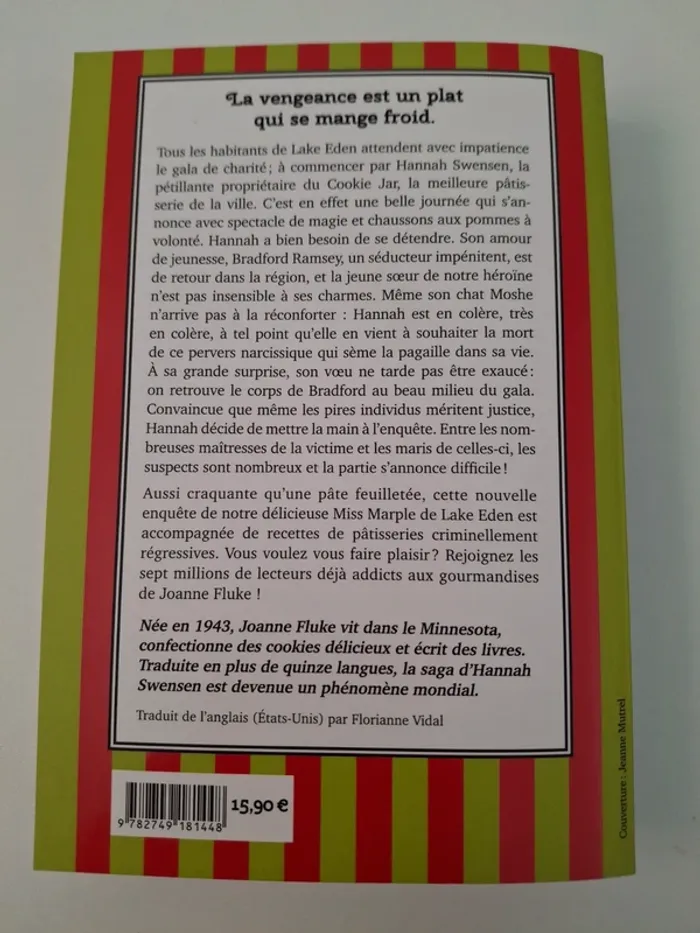 La vengeance est un plat
qui se mange froid.
Tous les habitants de Lake Eden attendent avec impatience
le gala de charité ; à commencer par Hannah Swensen, la
pétillante propriétaire du Cookie Jar, la meilleure pâtis-
serie de la ville. C'est en effet une belle journée qui s'an-
nonce avec spectacle de magie et chaussons aux pommes à
volonté. Hannah a bien besoin de se détendre. Son amour
de jeunesse, Bradford Ramsey, un séducteur impénitent, est
de retour dans la région, et la jeune sœur de notre héroïne
n'est pas insensible à ses charmes. Même son chat Moshe
n'arrive pas à la réconforter : Hannah est en colère, très
en colère, à tel point qu'elle en vient à souhaiter la mort
de ce pervers narcissique qui sème la pagaille dans sa vie.
À sa grande surprise, son vœu ne tarde pas être exaucé :
on retrouve le corps de Bradford au beau milieu du gala.
Convaincue que même les pires individus méritent justice,
Hannah décide de mettre la main à l'enquête. Entre les nom-
breuses maîtresses de la victime et les maris de celles-ci, les
suspects sont nombreux et la partie s'annonce difficile !
Aussi craquante qu'une pâte feuilletée, cette nouvelle
enquête de notre délicieuse Miss Marple de Lake Eden est
accompagnée de recettes de pâtisseries criminellement
régressives. Vous voulez vous faire plaisir ? Rejoignez les
sept millions de lecteurs déjà addicts aux gourmandises
de Joanne Fluke !
Née en 1943, Joanne Fluke vit dans le Minnesota,
confectionne des cookies délicieux et écrit des livres.
Traduite en plus de quinze langues, la saga d'Hannah
Swensen est devenue un phénomène mondial.
Traduit de l'anglais (États-Unis) par Florianne Vidal
15,90 €
9 782749 181448
Couverture : Jeanne Mutrel